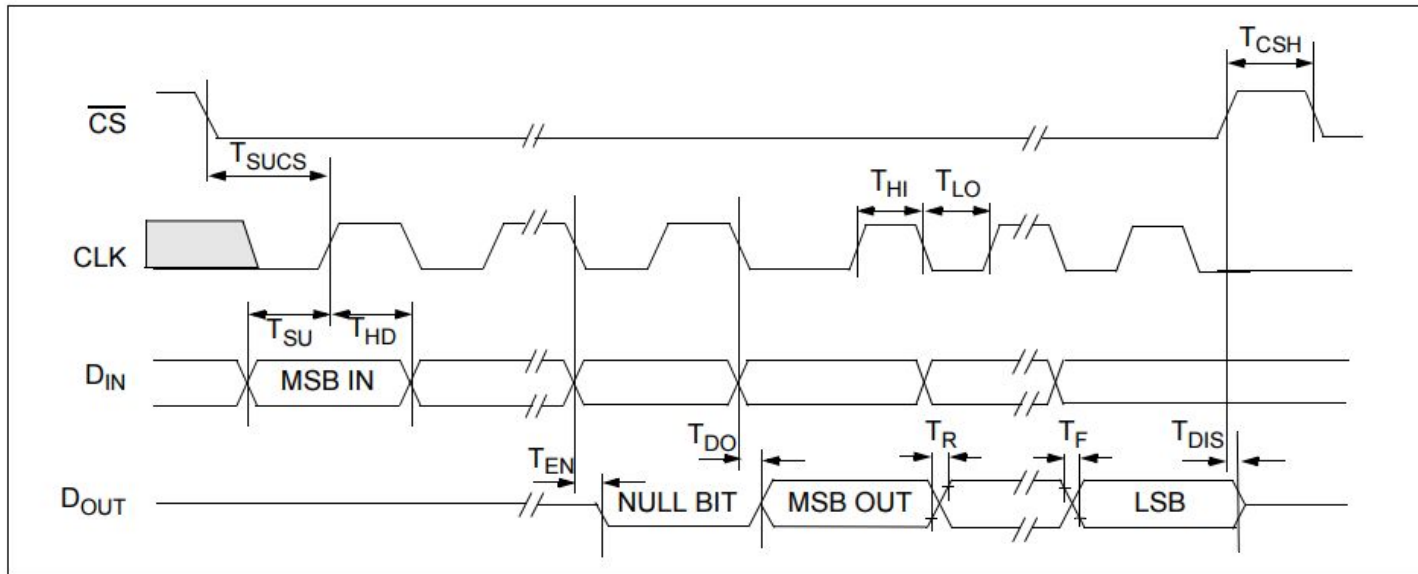 T_CSH
CS
T_SUCS
T_HI T_LO
CLK
T_SU T_HD
D_IN MSB IN
T_EN T_DO T_R T_F T_DIS
D_OUT NULL BIT MSB OUT LSB